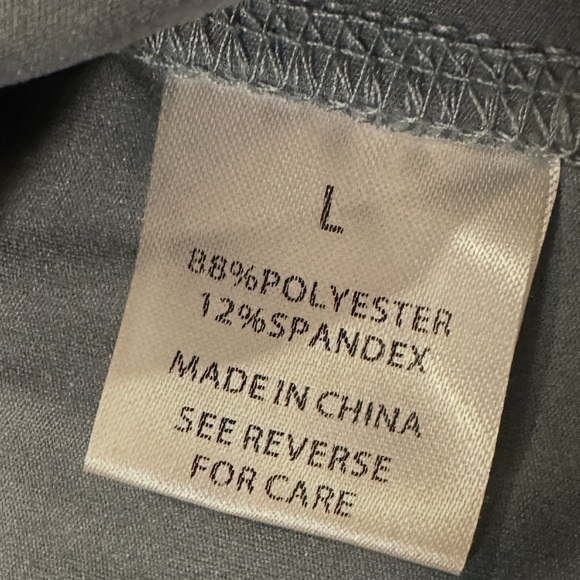 L
88%POLYESTER
12%SPANDEX
MADE IN CHINA
SEE REVERSE
FOR CARE